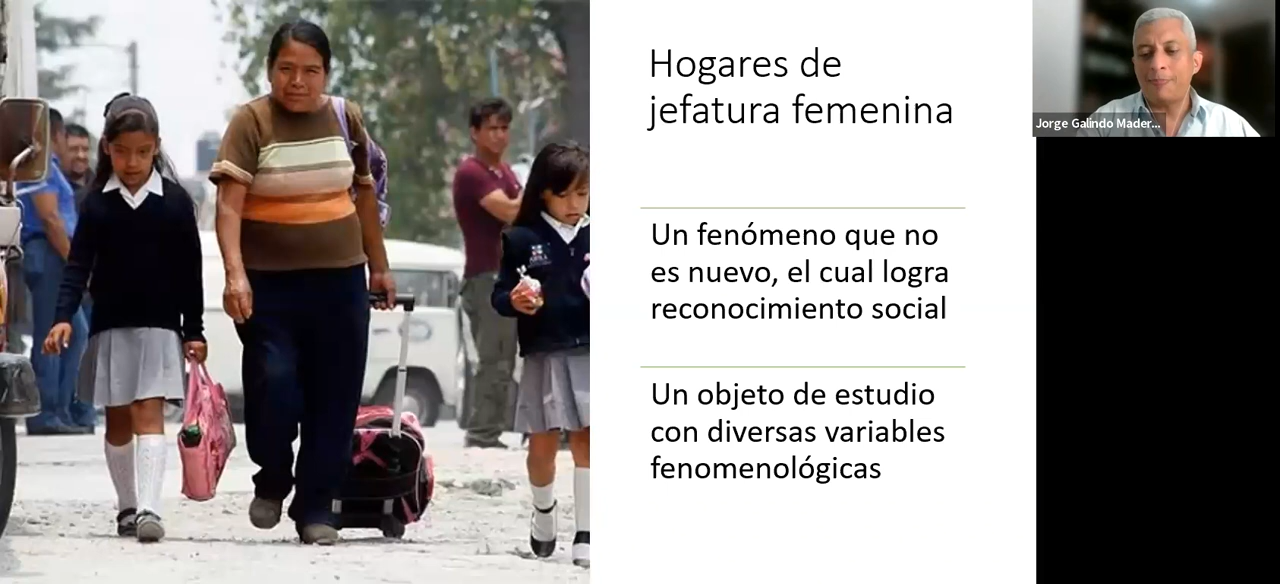 Hogares de
jefatura femenina
Un fenómeno que no
es nuevo, el cual logra
reconocimiento social
Un objeto de estudio
con diversas variables
fenomenológicas
Jorge Galindo Mader...